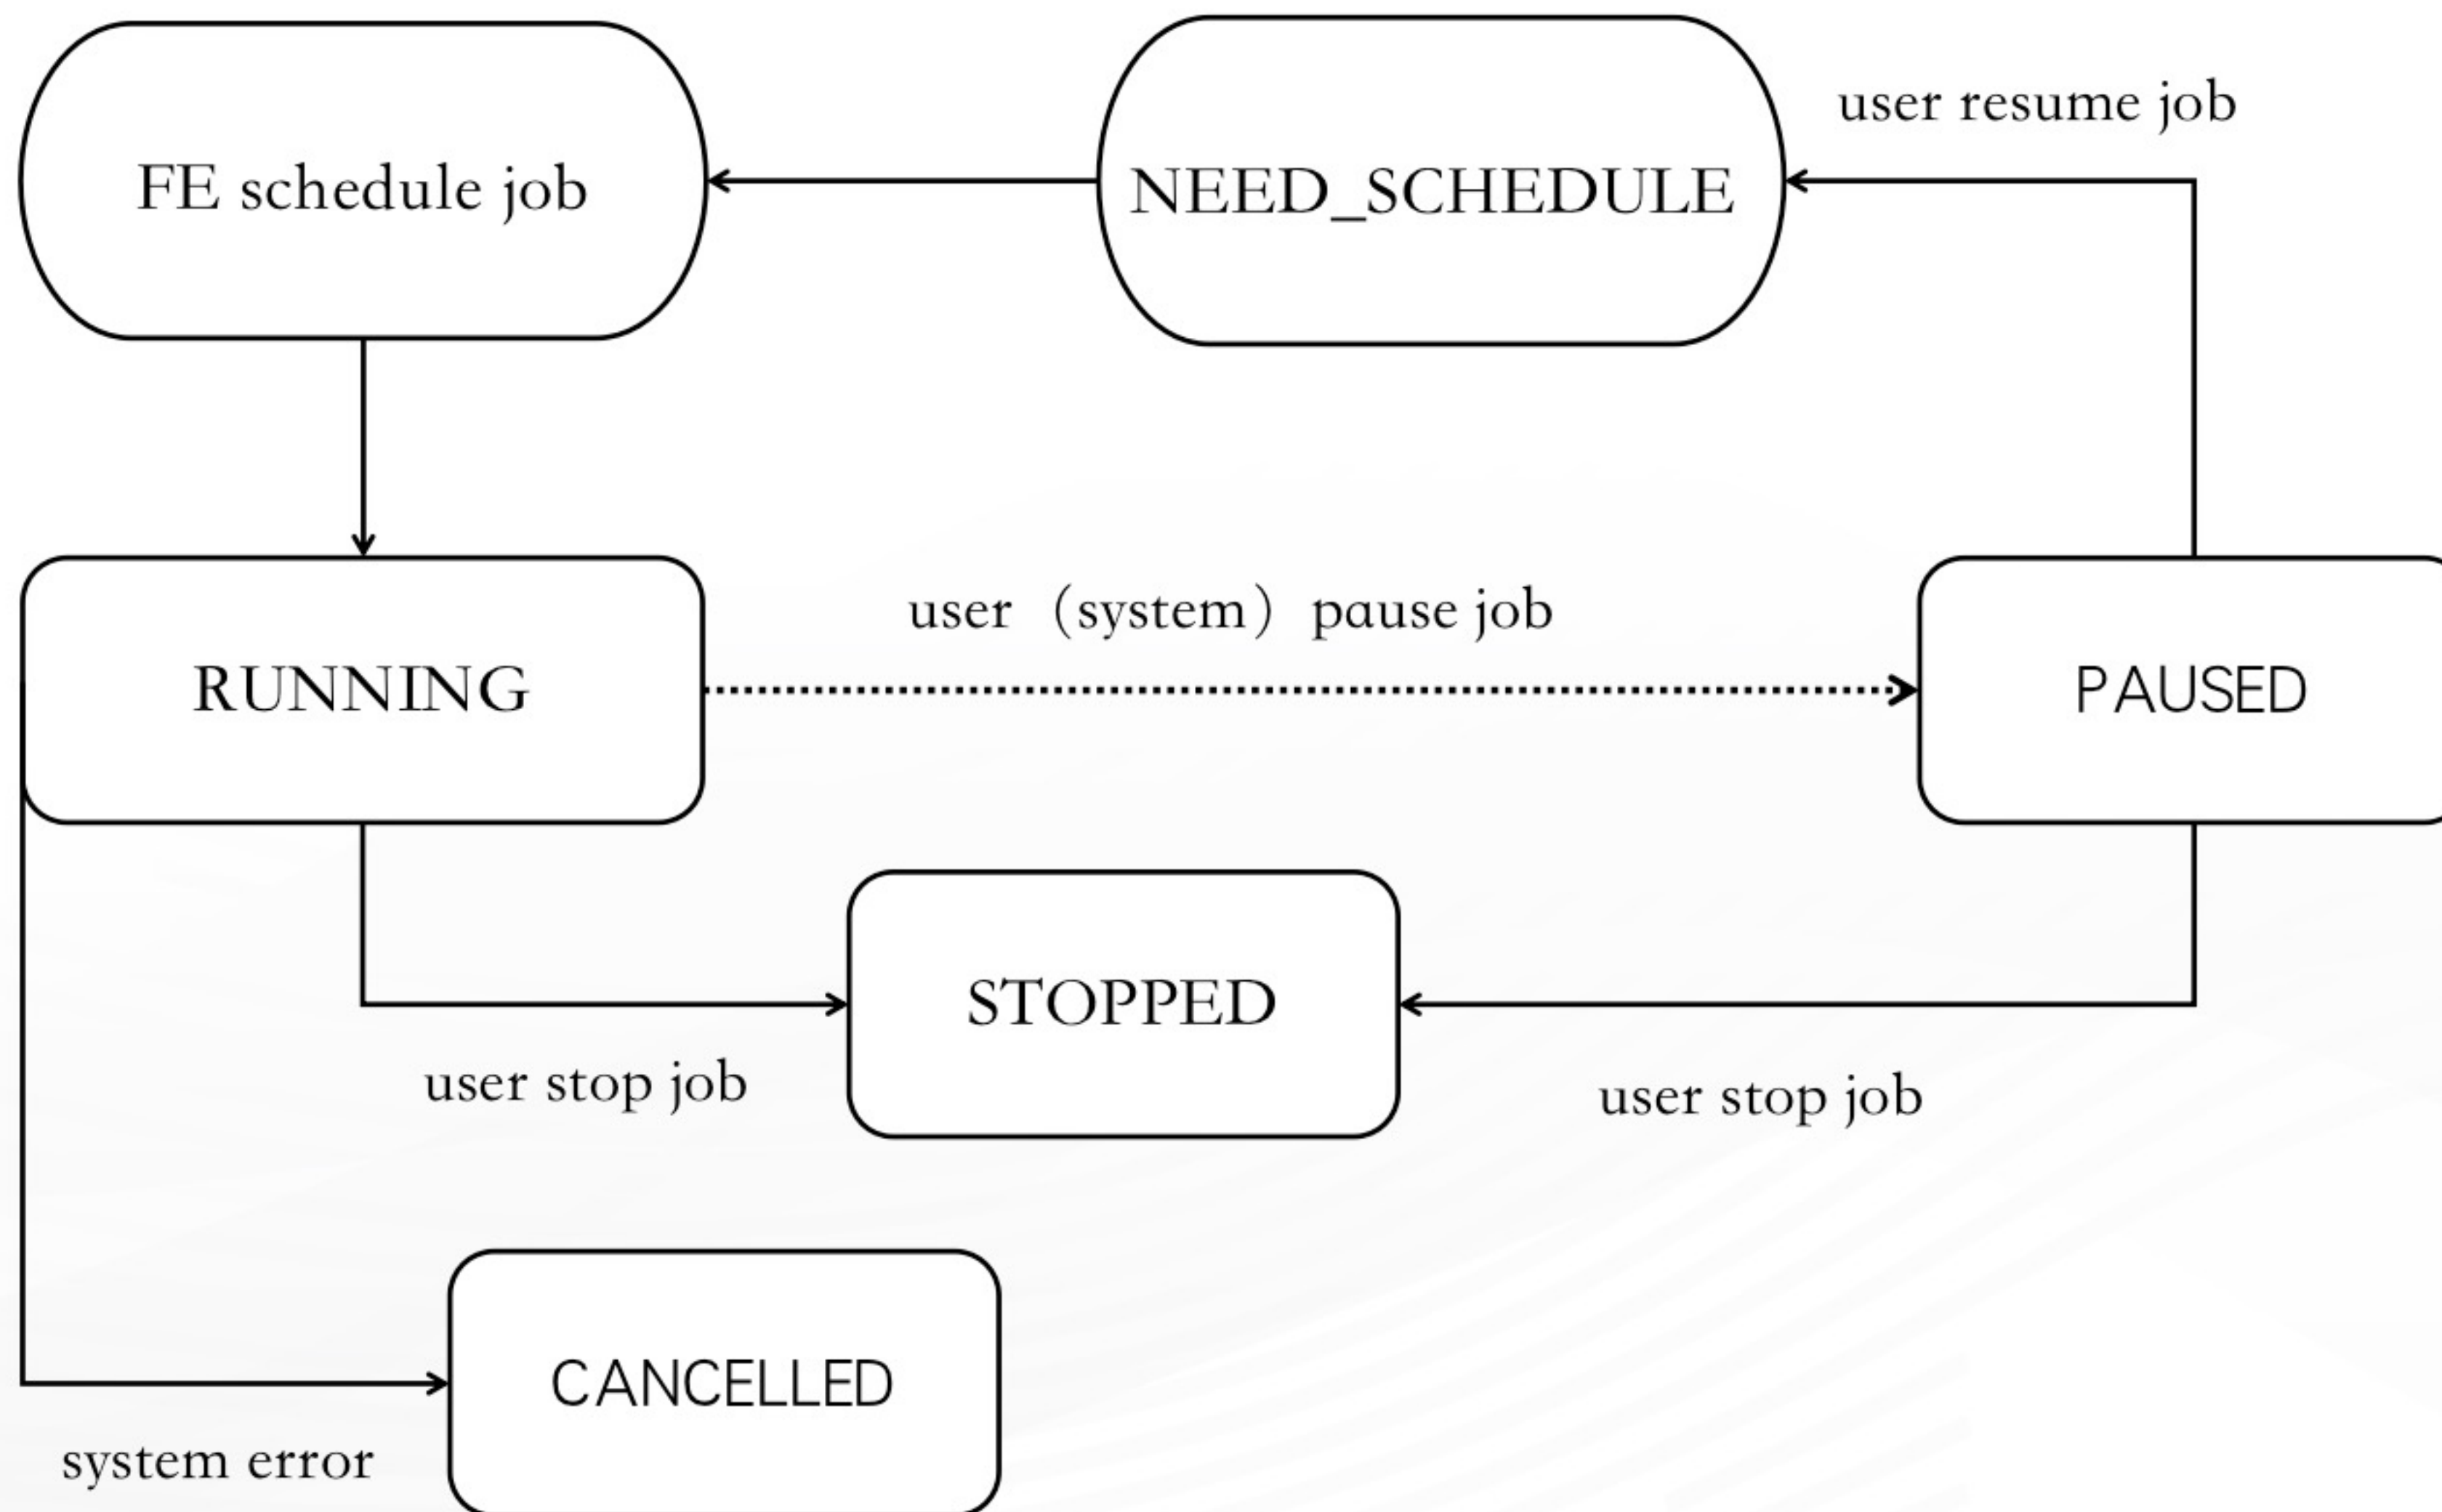 FE schedule job
NEED_SCHEDULE
user resume job
RUNNING
user（system）pause job
PAUSED
STOPPED
user stop job
user stop job
CANCELLED
system error